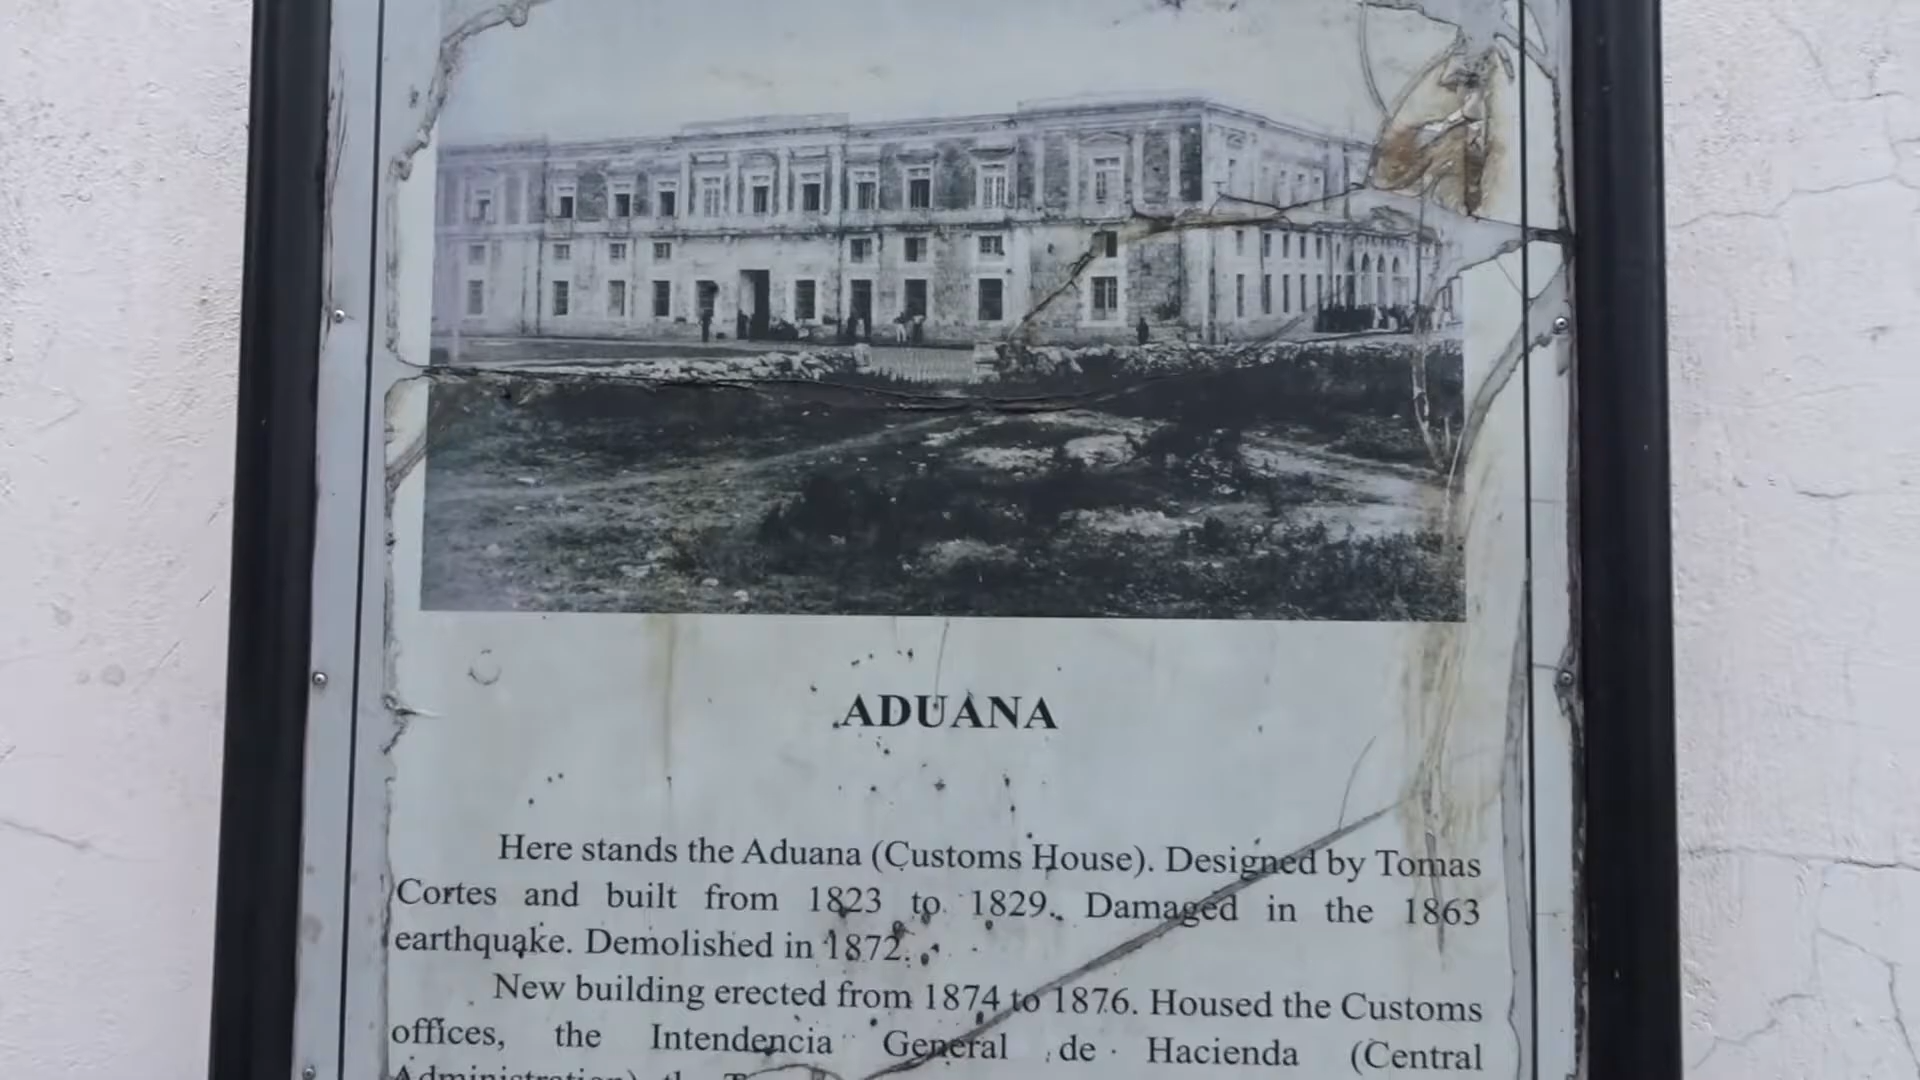 ADUANA
Here stands the Aduana (Customs House). Designed by Tomas
Cortes and built from 1823 to 1829. Damaged in the 1863
earthquake. Demolished in 1872.
New building erected from 1874 to 1876. Housed the Customs
offices, the Intendencia General de Hacienda (Central
Administration) the